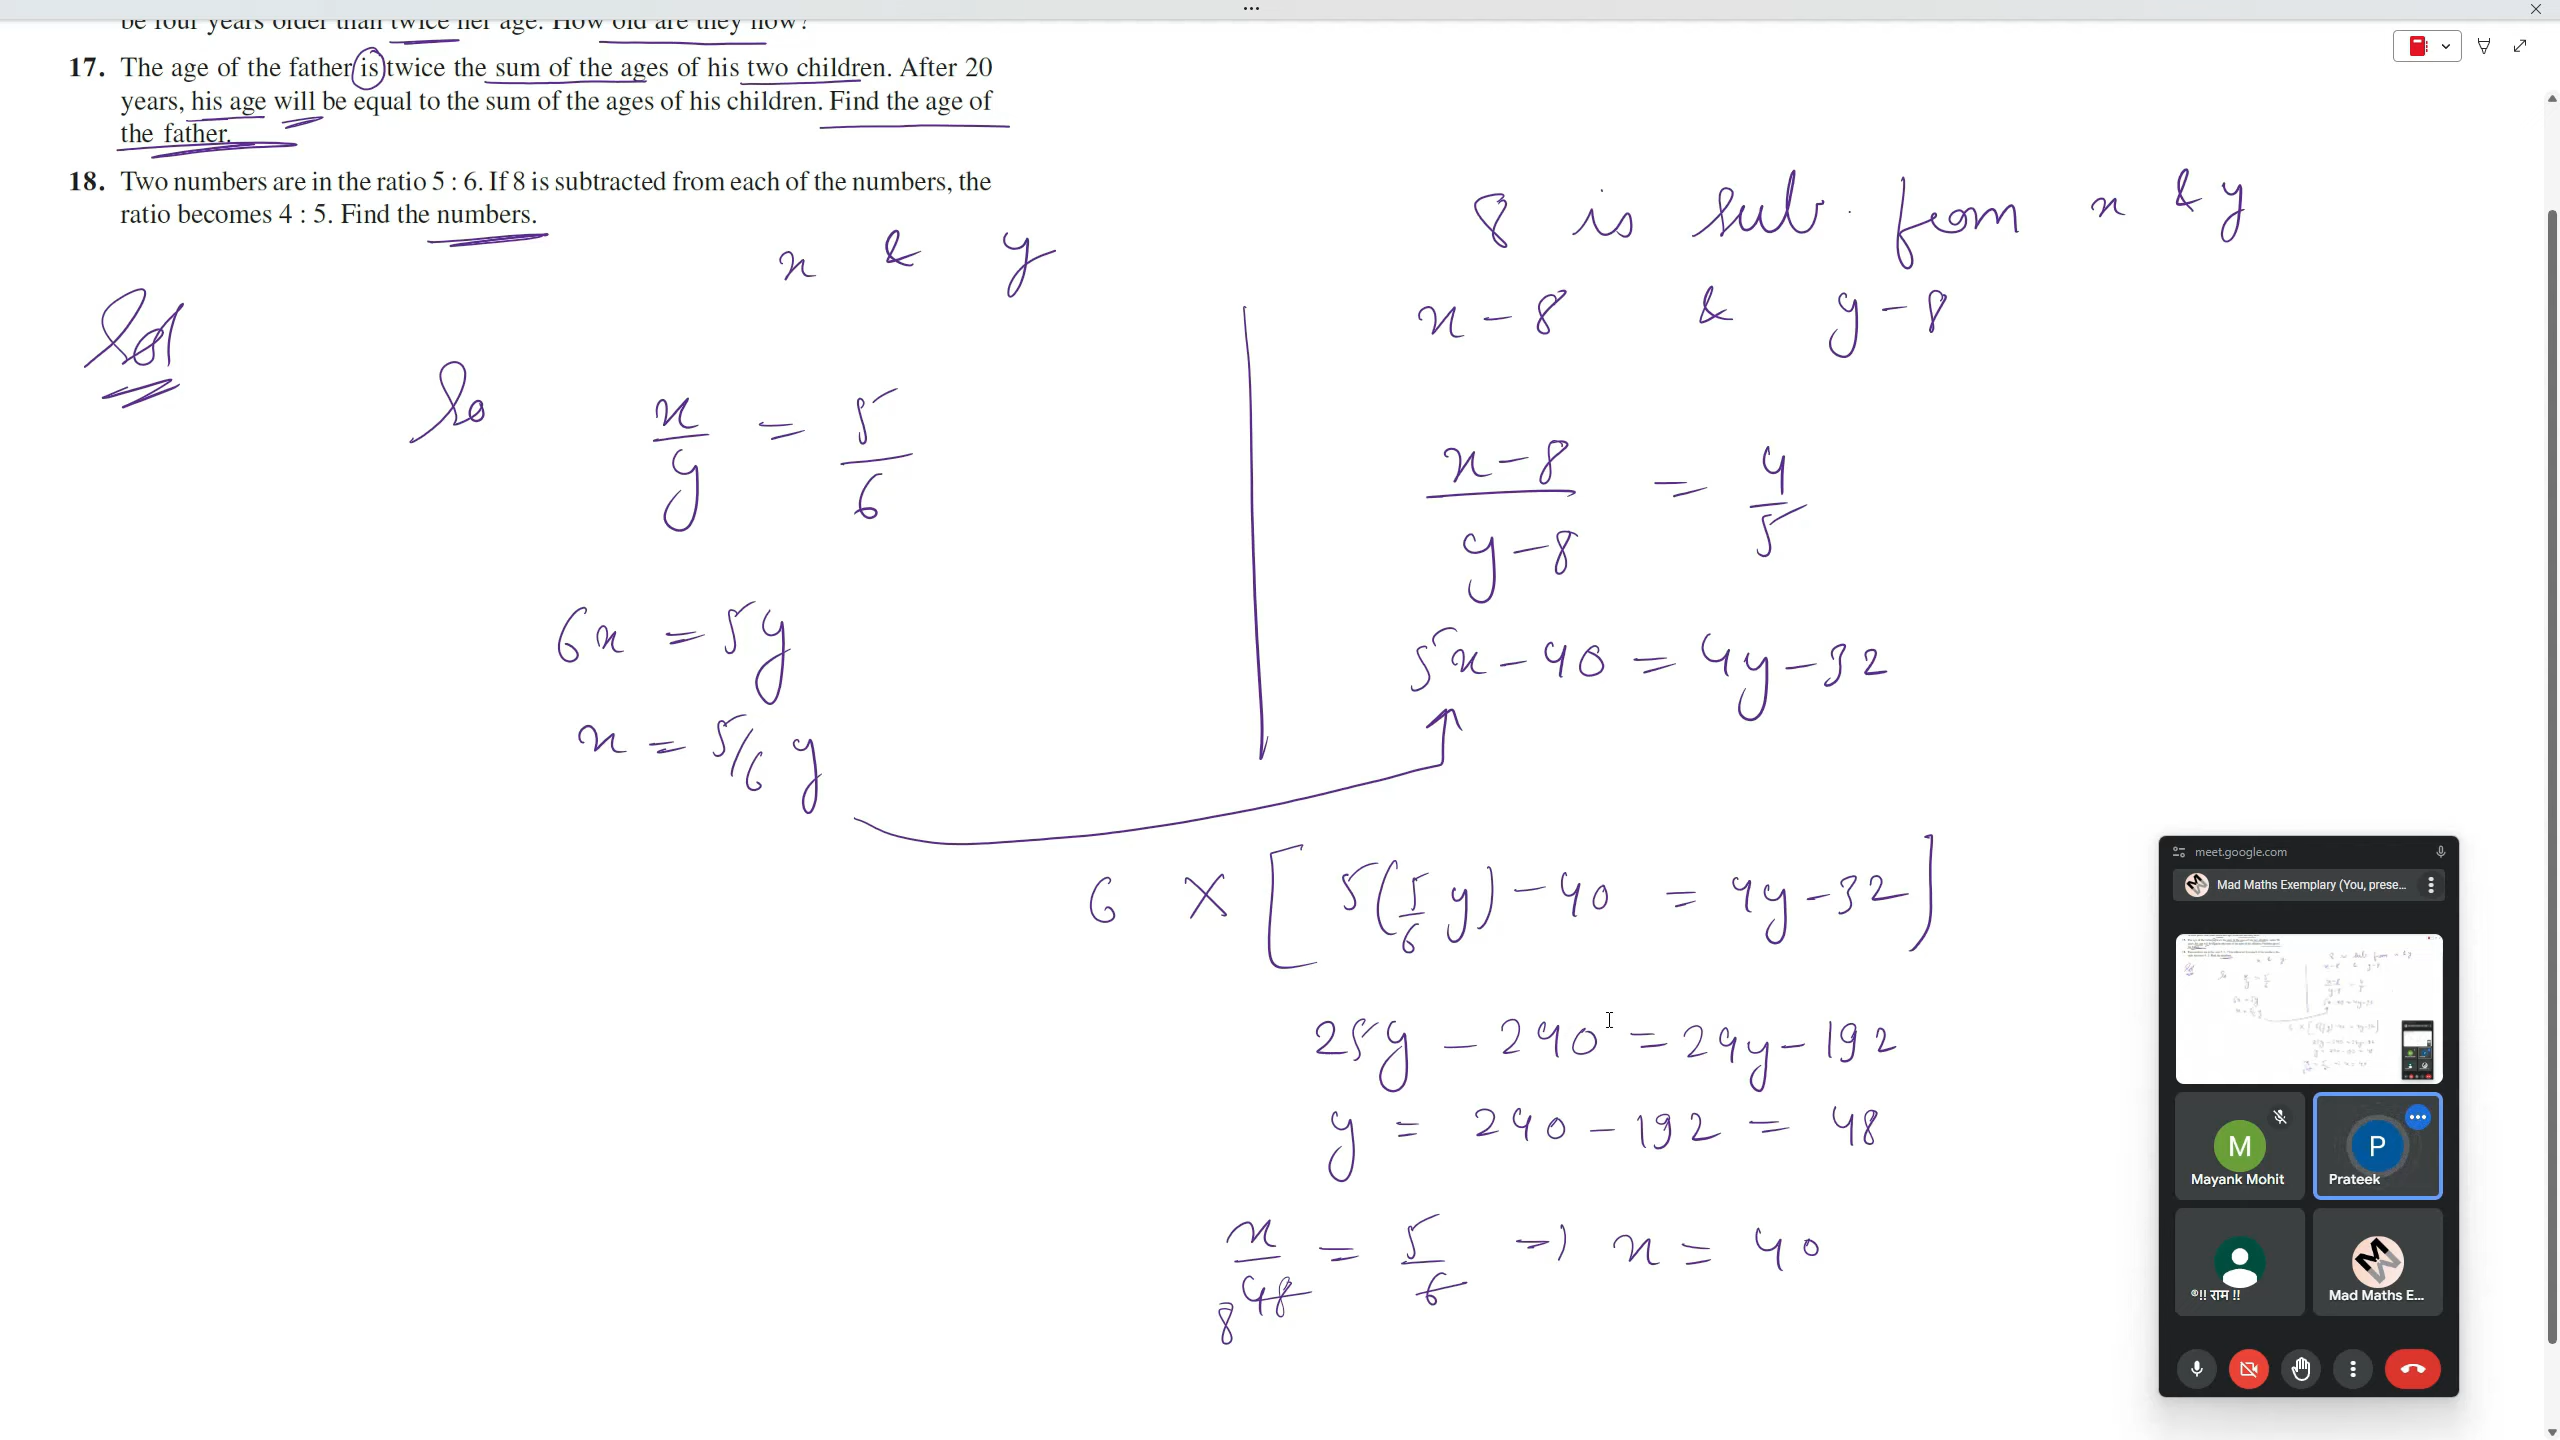 be four years older than twice her age. How old are they now?
17. The age of the father is twice the sum of the ages of his two children. After 20
years, his age will be equal to the sum of the ages of his children. Find the age of
the father.
18. Two numbers are in the ratio 5 : 6. If 8 is subtracted from each of the numbers, the
ratio becomes 4 : 5. Find the numbers.
x & y
Sol
So
x/y = 5/6
6x = 5y
x = 5/6 y
8 is sub. from x & y
x-8 & y-8
x-8/y-8 = 4/5
5x-40 = 4y-32
6 X [ 5(5/6 y) -40 = 4y-32 ]
25y - 240 = 24y - 192
y = 240 - 192 = 48
x/48 = 5/6 => x = 40
8
meet.google.com
Mad Maths Exemplary (You, prese...
M
Mayank Mohit
P
Prateek
®!! राम !!
Mad Maths E...